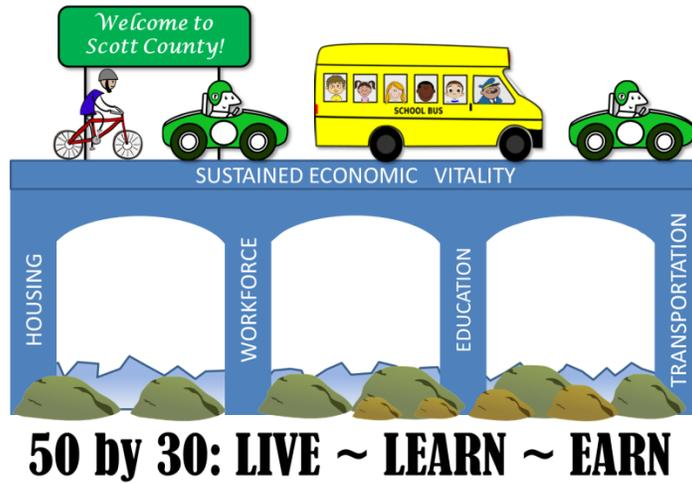 Welcome to
Scott County!
SCHOOL BUS
SUSTAINED ECONOMIC VITALITY
HOUSING
WORKFORCE
EDUCATION
TRANSPORTATION
50 by 30: LIVE ~ LEARN ~ EARN